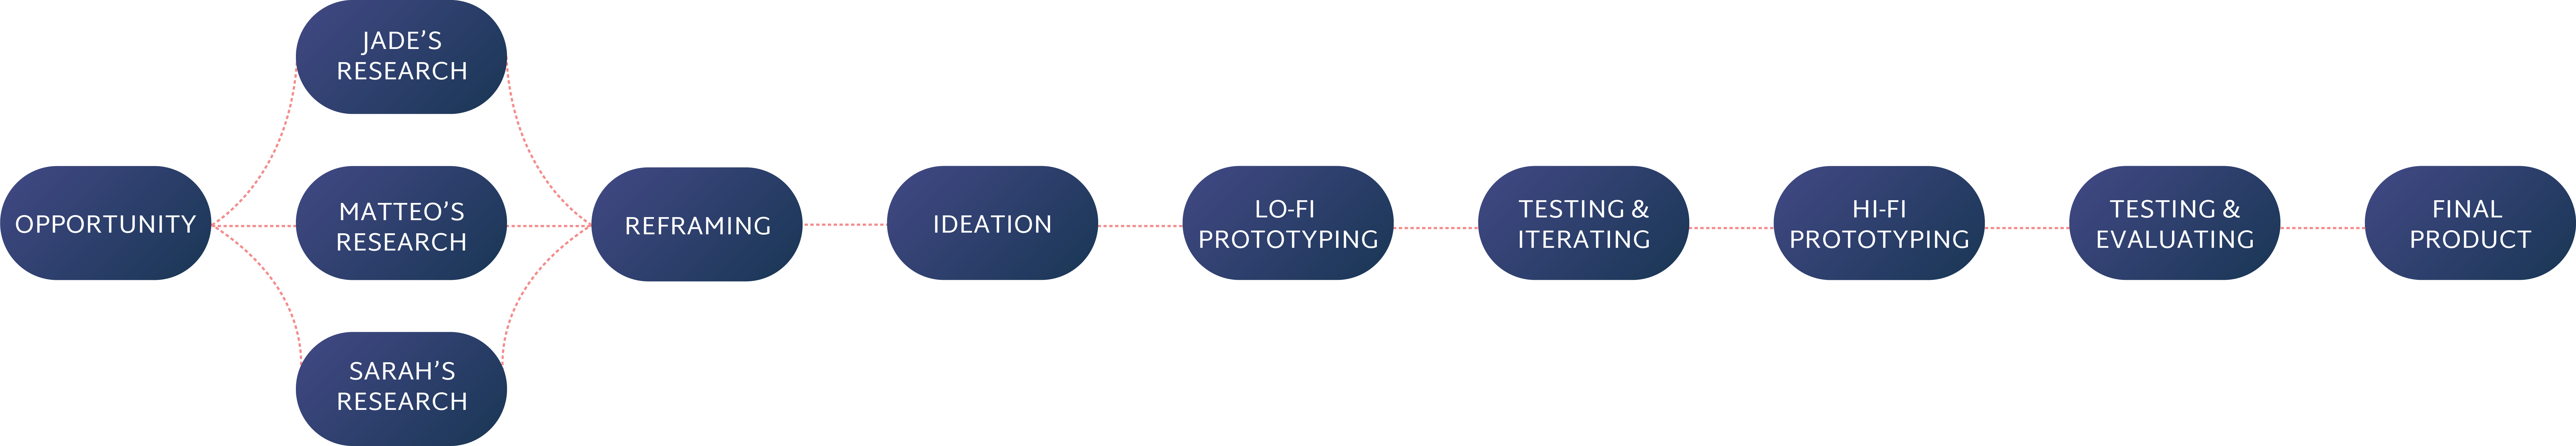 OPPORTUNITY
JADE’S
RESEARCH
MATTEO’S
RESEARCH
SARAH’S
RESEARCH
REFRAMING
IDEATION
LO-FI
PROTOTYPING
TESTING &
ITERATING
HI-FI
PROTOTYPING
TESTING &
EVALUATING
FINAL
PRODUCT